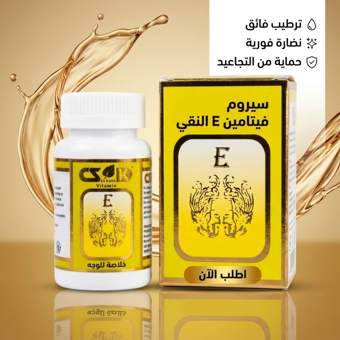 ترطيب فائق
نضارة فورية
حماية من التجاعيد
سيروم
فيتامين E النقي
E
اطلب الآن
Vitamin
E
خلاصة للوجه